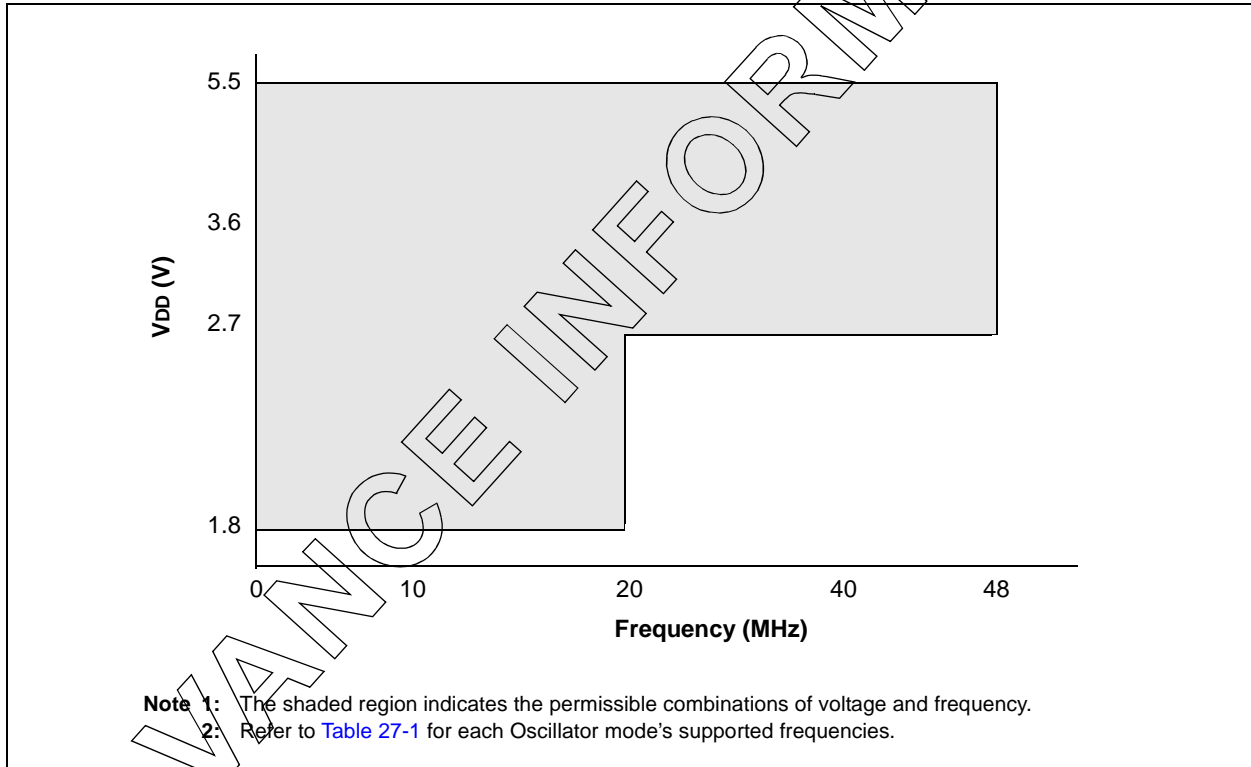 5.5
3.6
2.7
1.8
VDD (V)
0
10
20
40
48
Frequency (MHz)
Note 1: The shaded region indicates the permissible combinations of voltage and frequency.
2: Refer to Table 27-1 for each Oscillator mode's supported frequencies.
VANCE INFORM